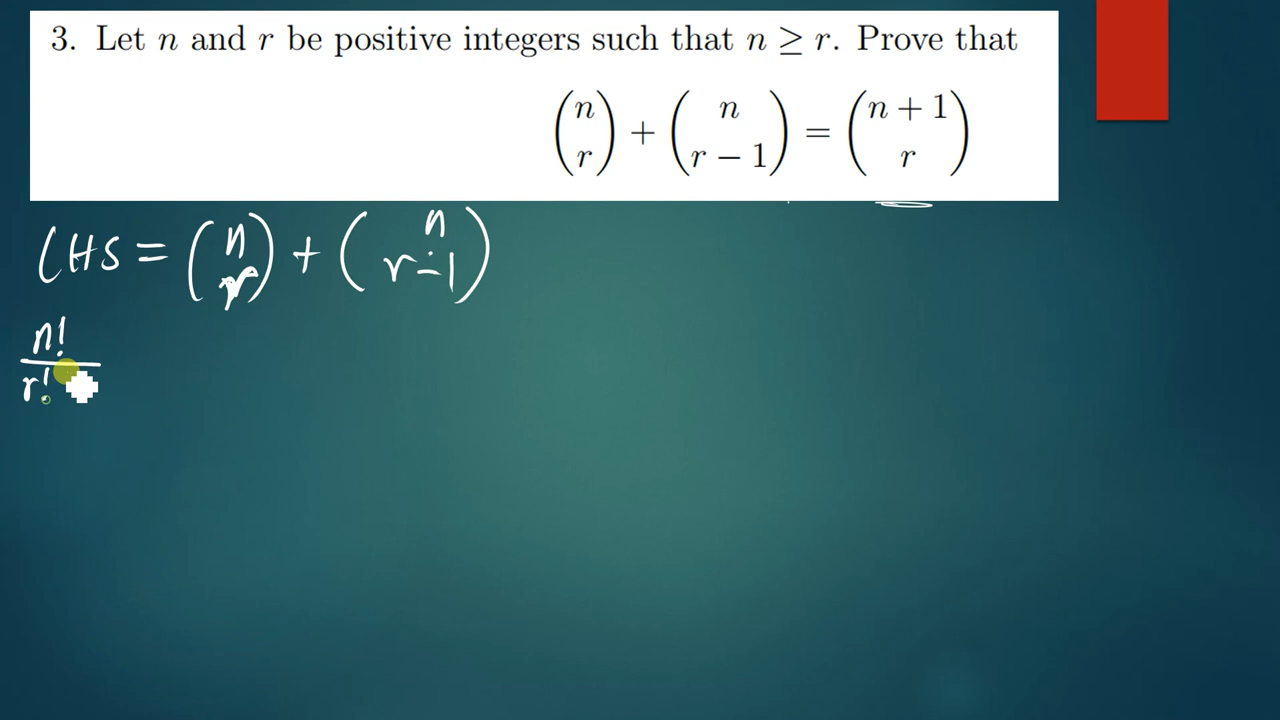 3. Let n and r be positive integers such that n ≥ r. Prove that
(n r) + (n r − 1) = (n + 1 r)
LHS = (n r) + (n r-1)
n!
r!